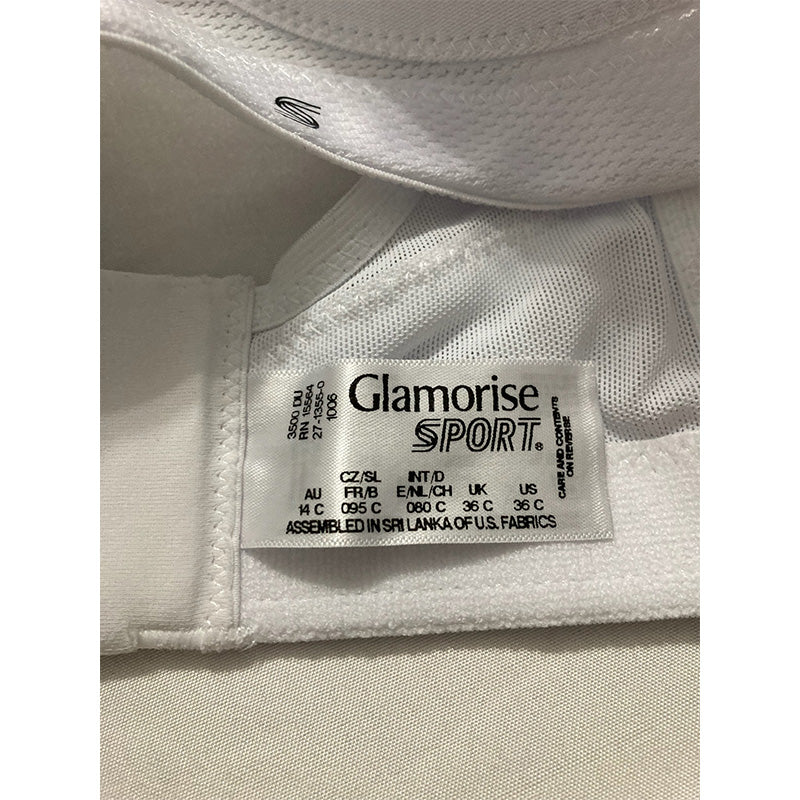 3500 DU
RN 15564
27-1355-0
1006
Glamorise
SPORT®
CZ/SL INT/D
AU FR/B E/NL/CH UK US
14 C 095 C 080 C 36 C 36 C
ASSEMBLED IN SRI LANKA OF U.S. FABRICS
CARE AND CONTENTS
ON REVERSE